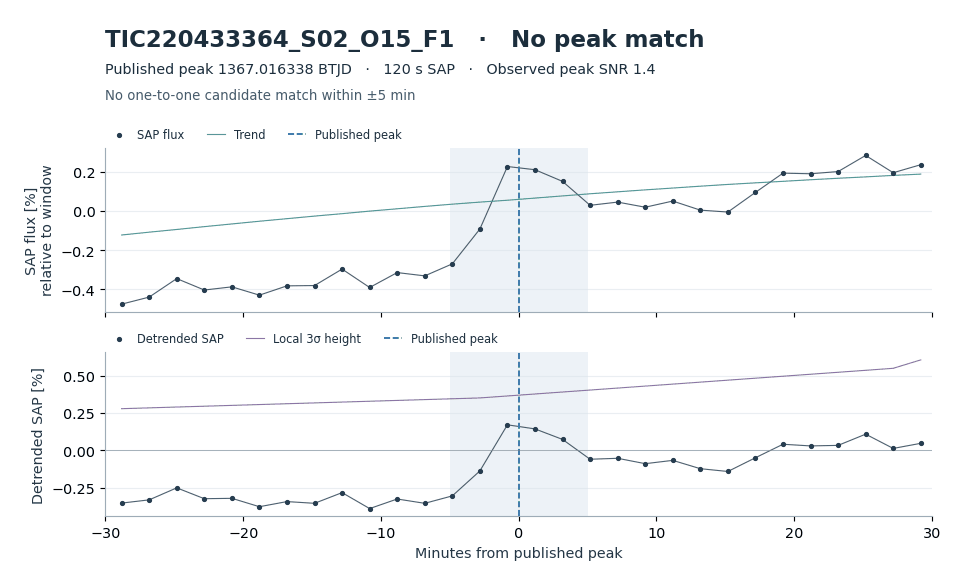 TIC220433364_S02_O15_F1 · No peak match
Published peak 1367.016338 BTJD · 120 s SAP · Observed peak SNR 1.4
No one-to-one candidate match within ±5 min
SAP flux Trend Published peak
SAP flux [%]
relative to window
0.2
0.0
−0.2
−0.4
Detrended SAP Local 3σ height Published peak
Detrended SAP [%]
0.50
0.25
0.00
−0.25
−30 −20 −10 0 10 20 30
Minutes from published peak